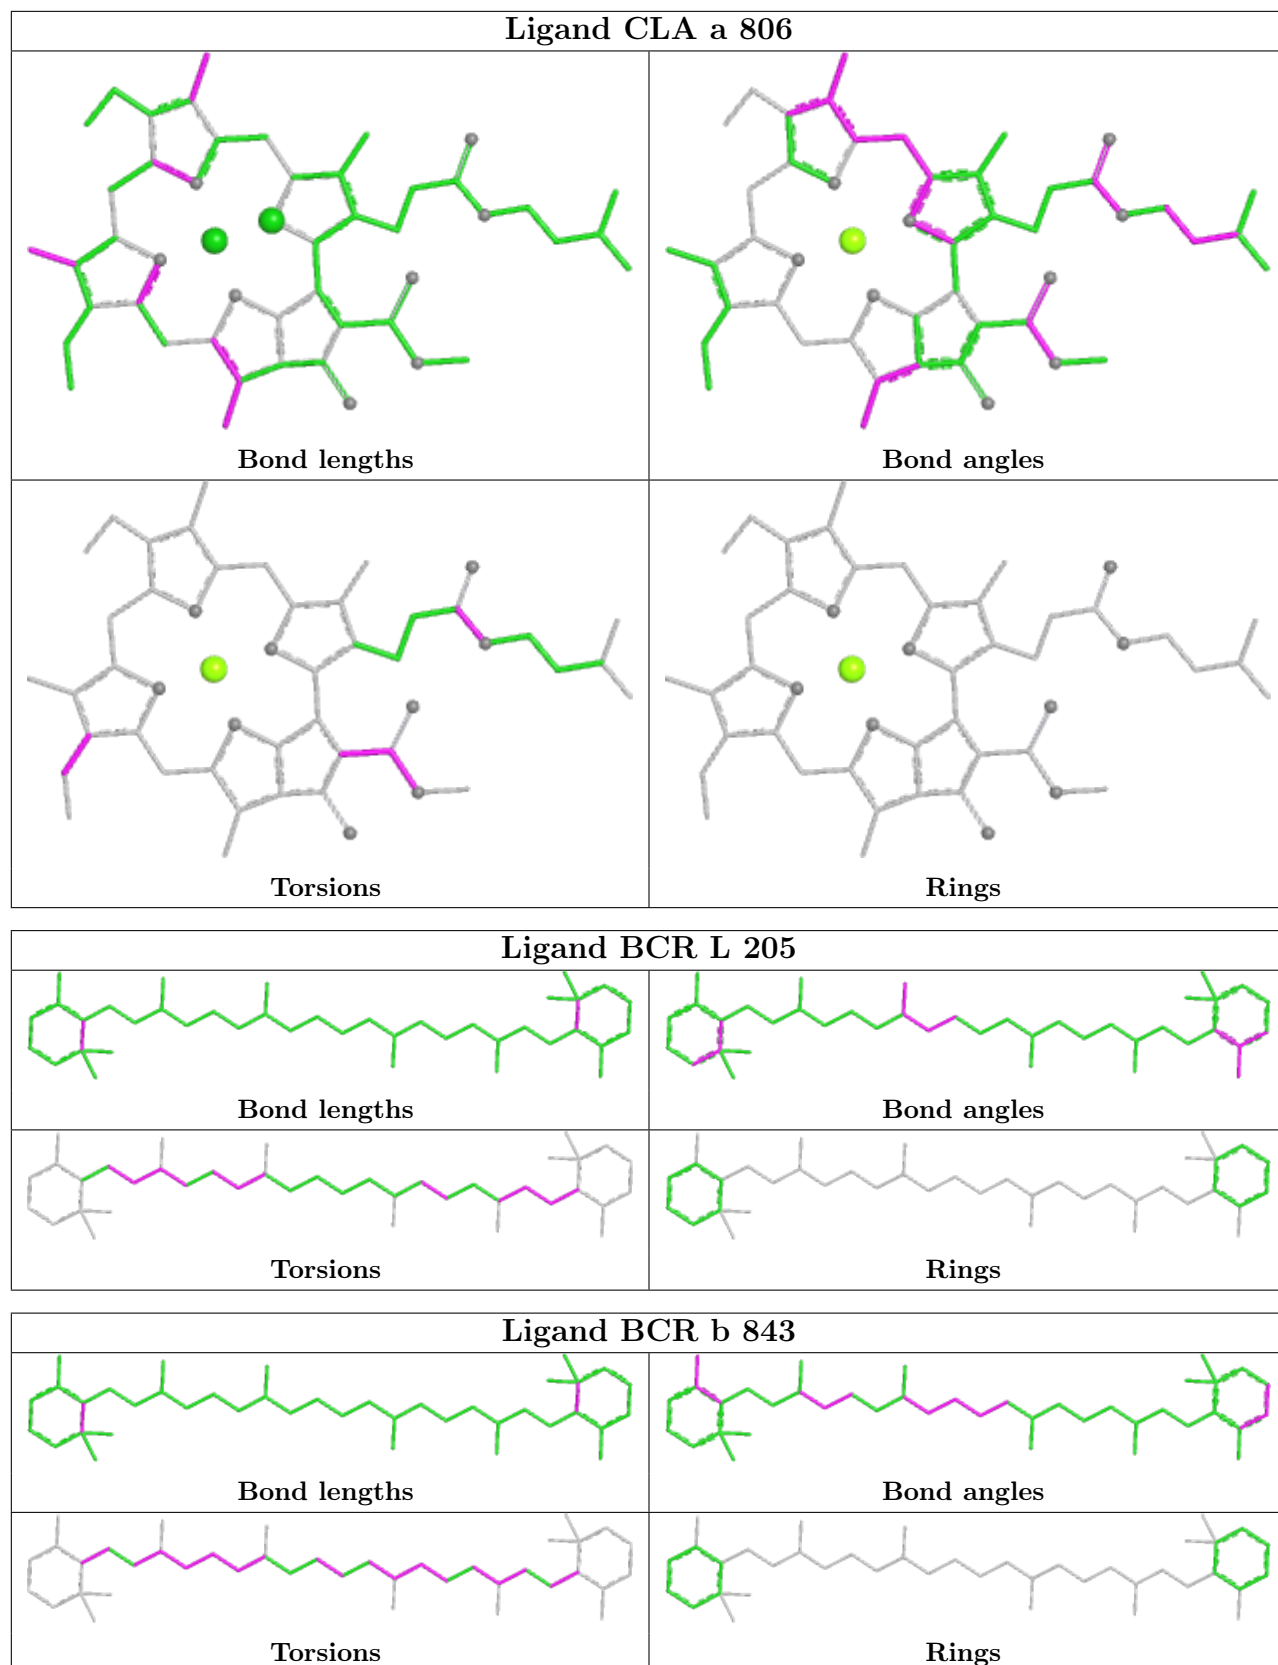 Ligand CLA a 806
Bond lengths
Bond angles
Torsions
Rings
Ligand BCR L 205
Bond lengths
Bond angles
Torsions
Rings
Ligand BCR b 843
Bond lengths
Bond angles
Torsions
Rings